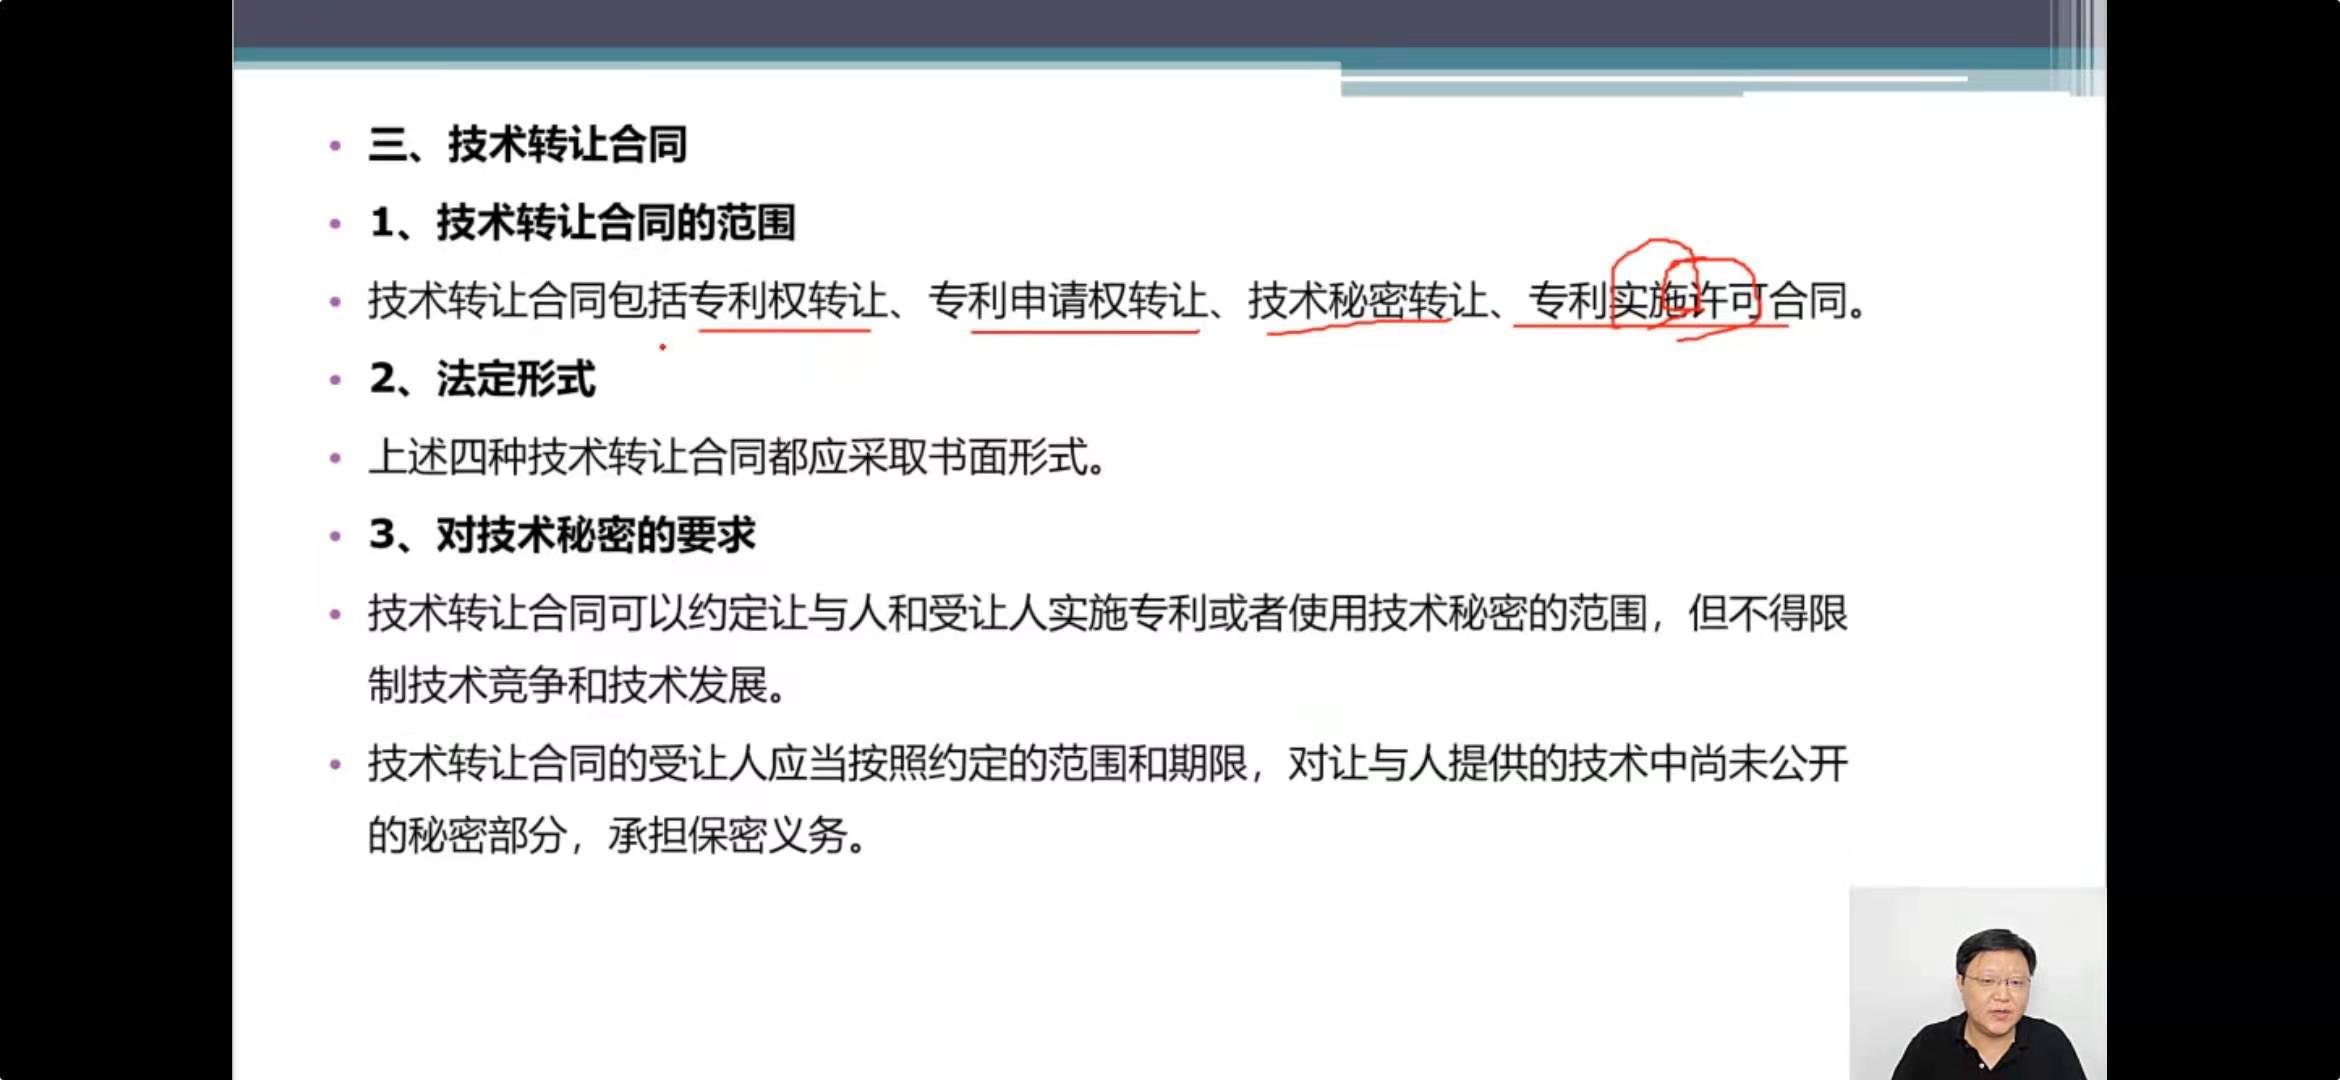 三、技术转让合同
1、技术转让合同的范围
技术转让合同包括专利权转让、专利申请权转让、技术秘密转让、专利实施许可合同。
2、法定形式
上述四种技术转让合同都应采取书面形式。
3、对技术秘密的要求
技术转让合同可以约定让与人和受让人实施专利或者使用技术秘密的范围，但不得限
制技术竞争和技术发展。
技术转让合同的受让人应当按照约定的范围和期限，对让与人提供的技术中尚未公开
的秘密部分，承担保密义务。